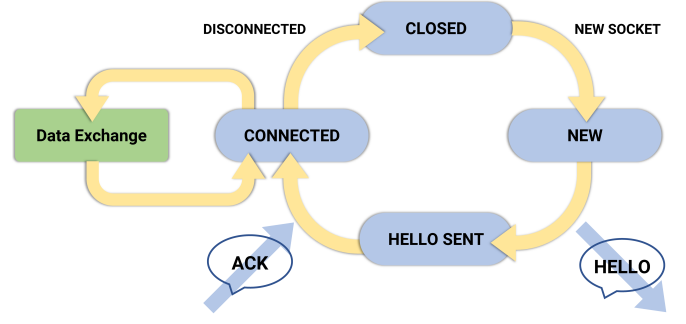 DISCONNECTED
CLOSED
NEW SOCKET
Data Exchange
CONNECTED
NEW
HELLO SENT
ACK
HELLO